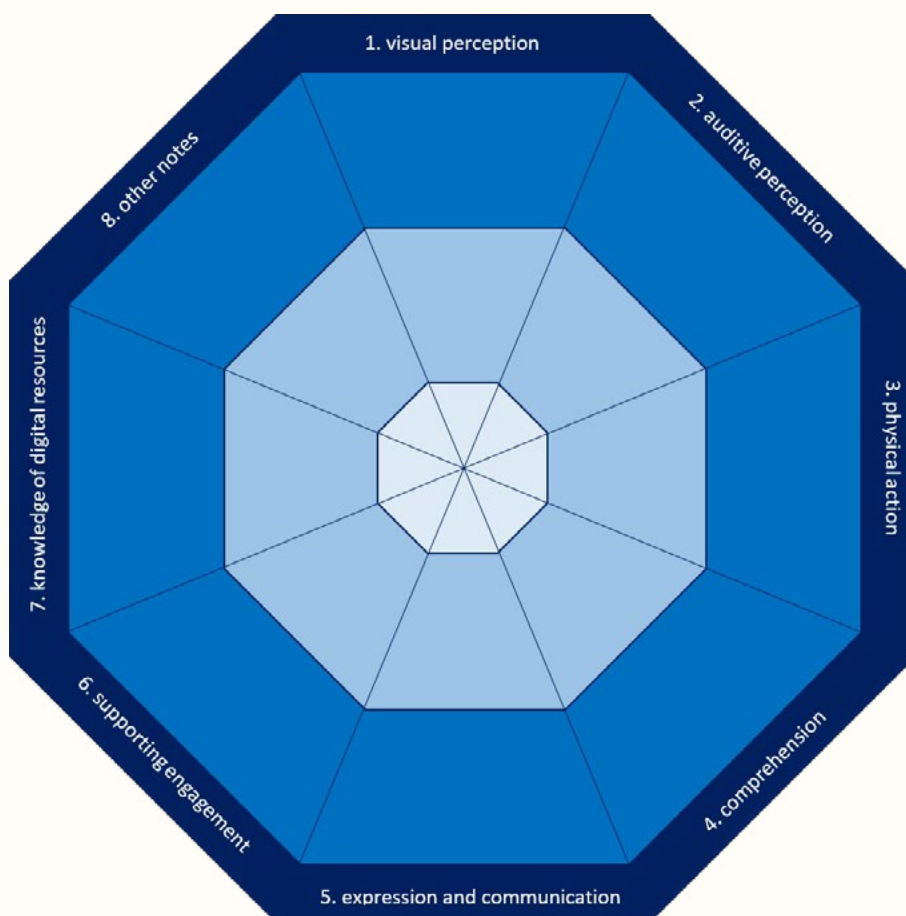 1. visual perception
2. auditive perception
3. physical action
4. comprehension
5. expression and communication
6. supporting engagement
7. knowledge of digital resources
8. other notes